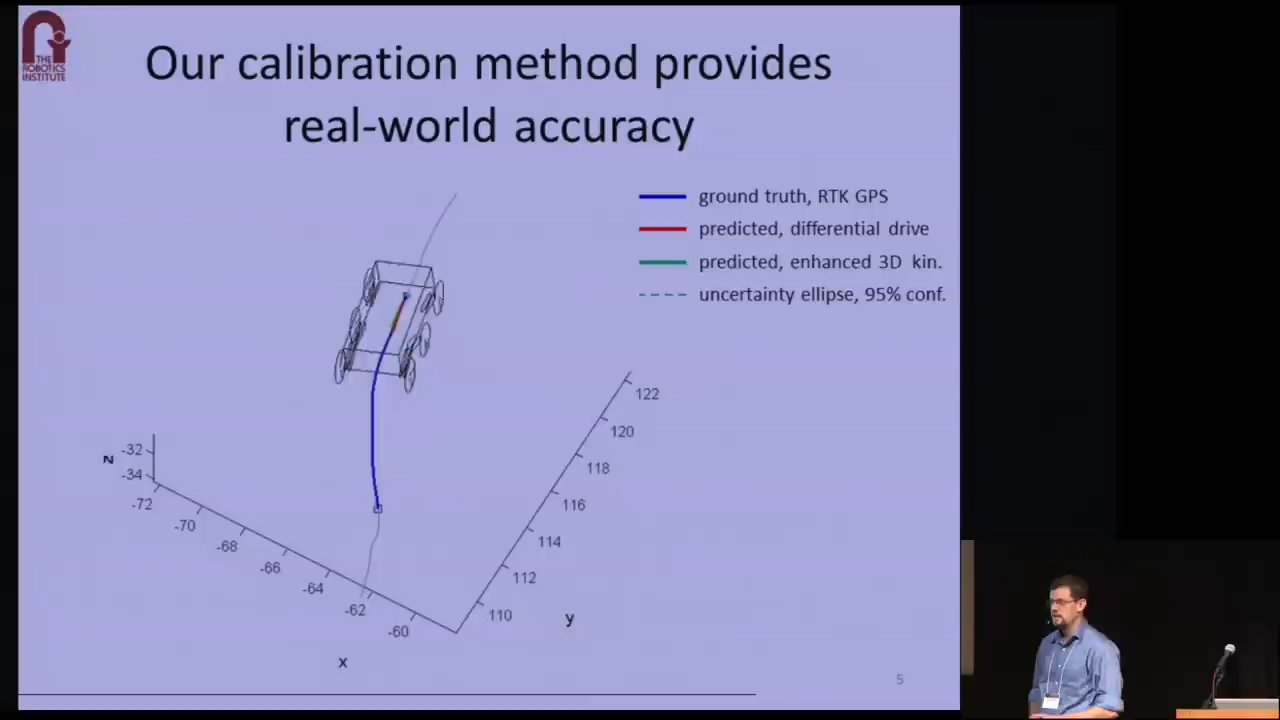 THE
ROBOTICS
INSTITUTE
Our calibration method provides
real-world accuracy
ground truth, RTK GPS
predicted, differential drive
predicted, enhanced 3D kin.
uncertainty ellipse, 95% conf.
122
120
118
116
114
112
110
y
z
-32
-34
-72
-70
-68
-66
-64
-62
-60
x
5